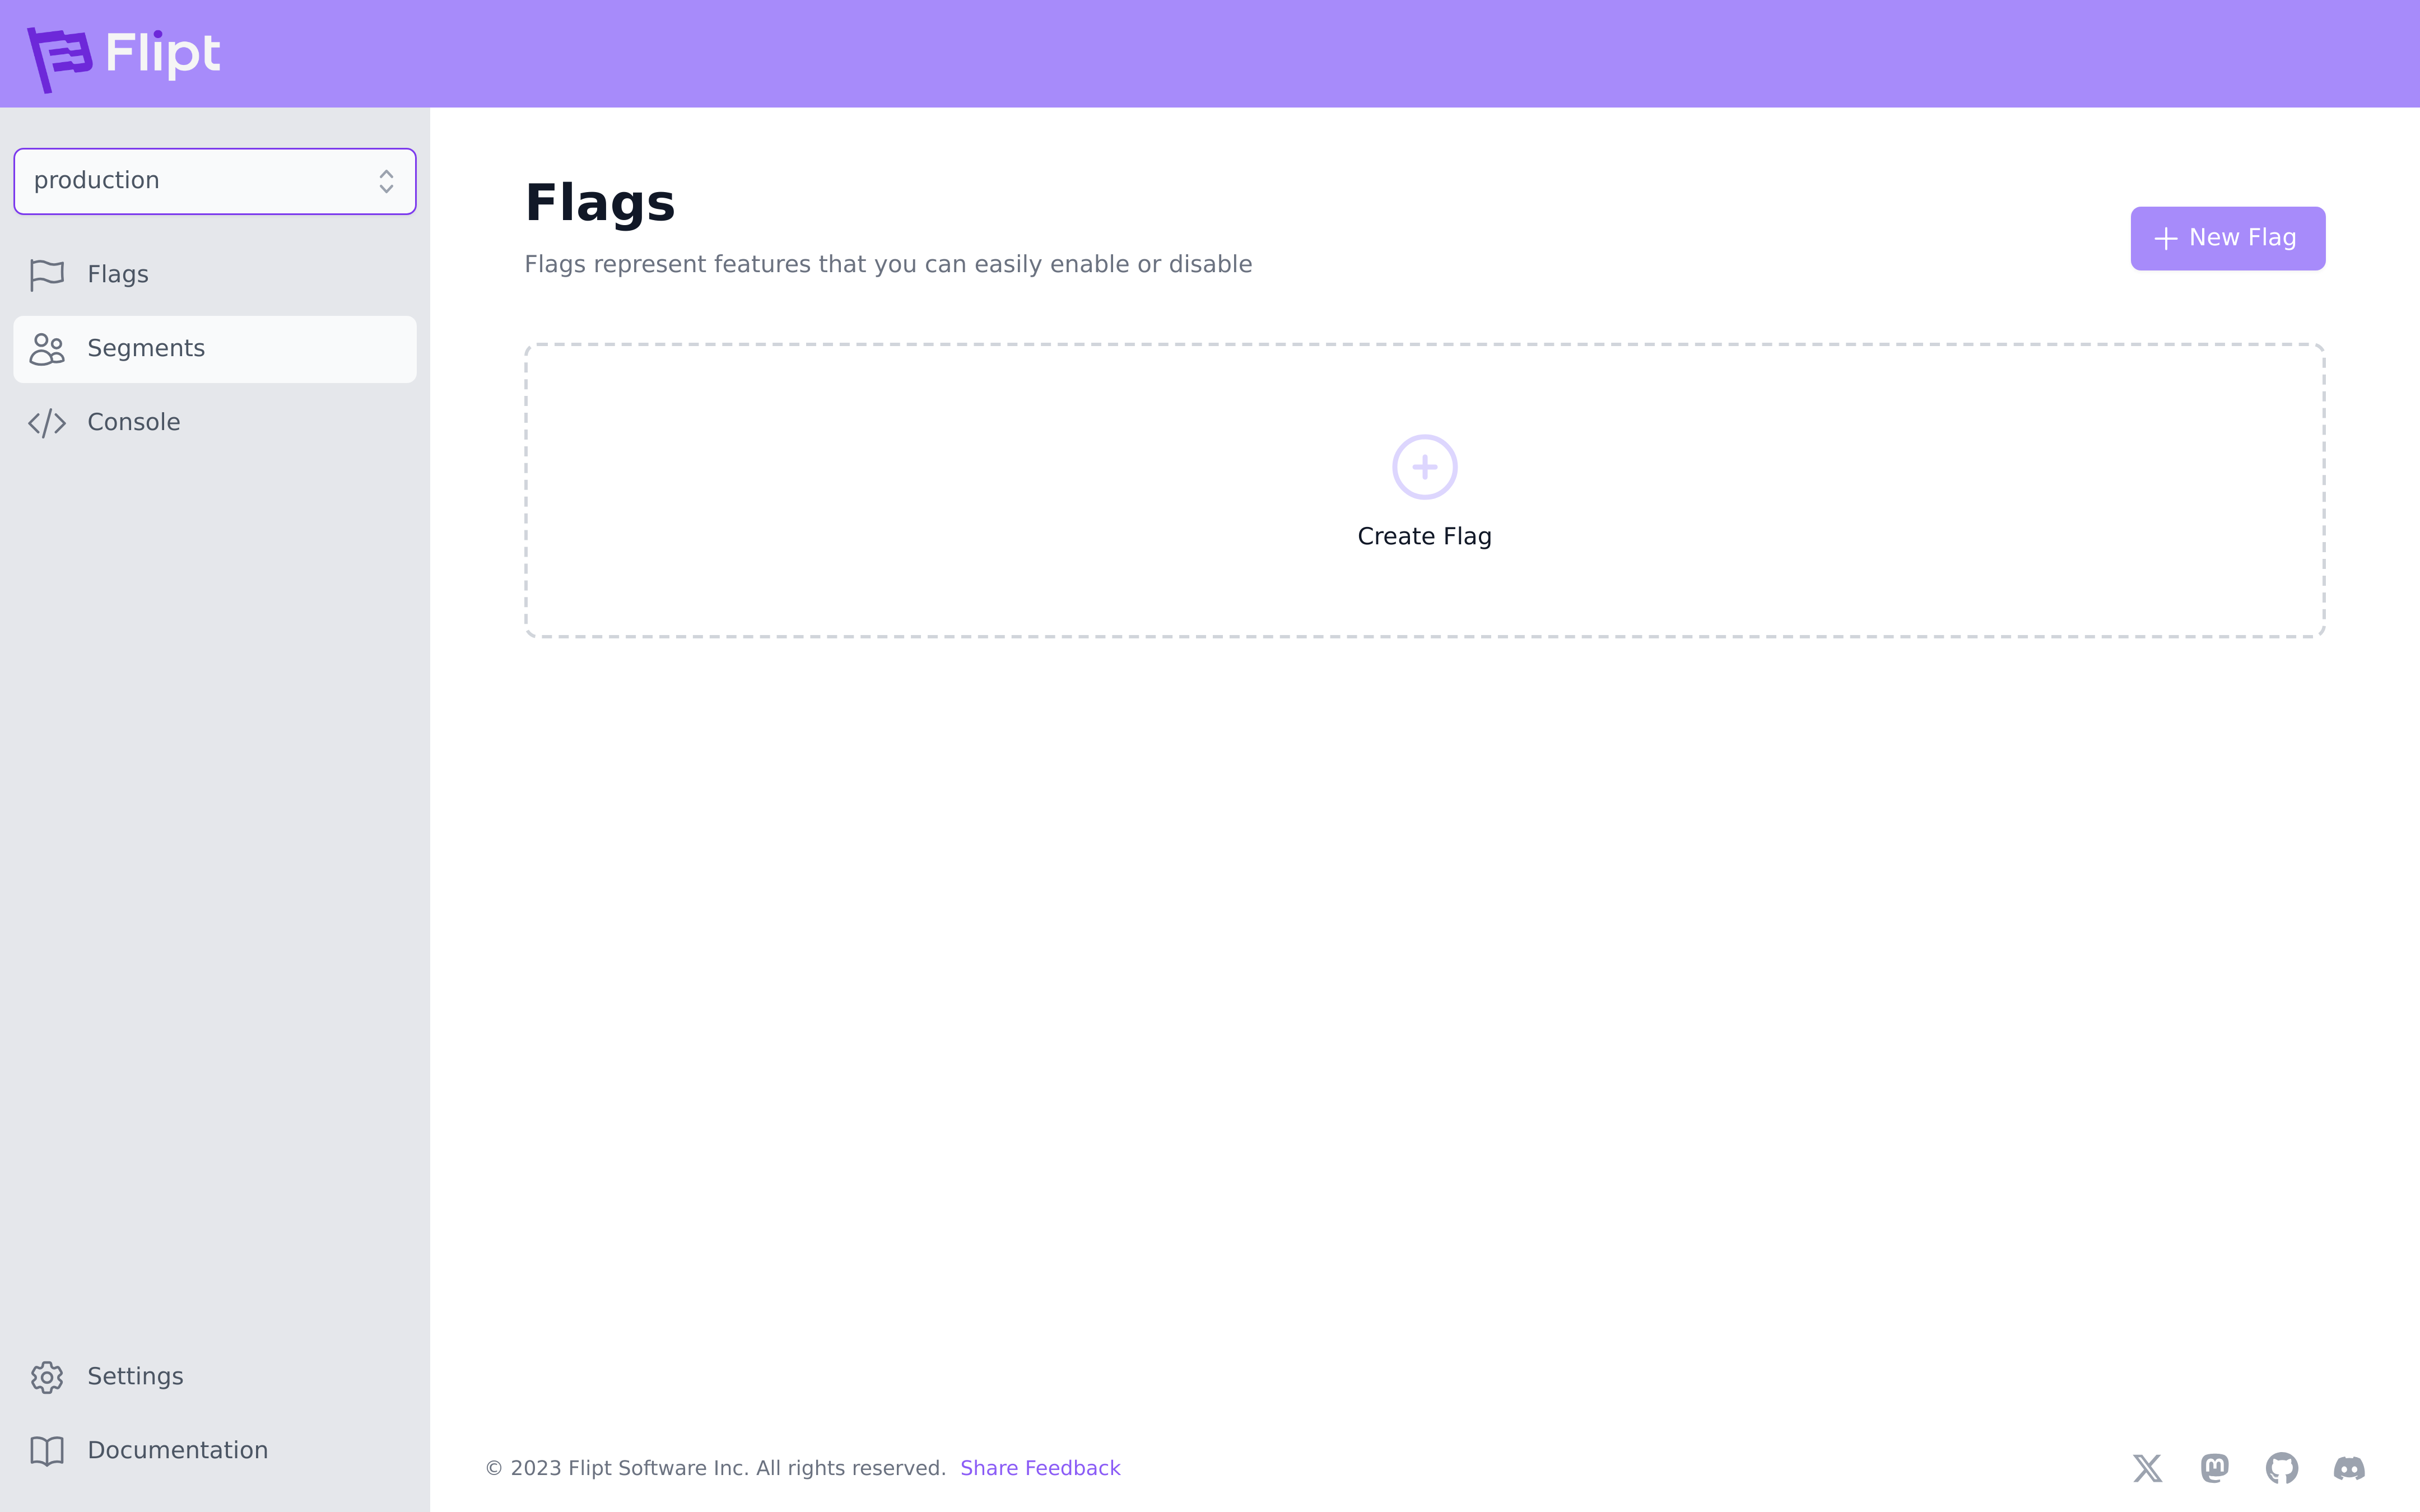 Flipt
production
Flags
Segments
Console
Settings
Documentation
Flags
Flags represent features that you can easily enable or disable
New Flag
Create Flag
© 2023 Flipt Software Inc. All rights reserved. Share Feedback